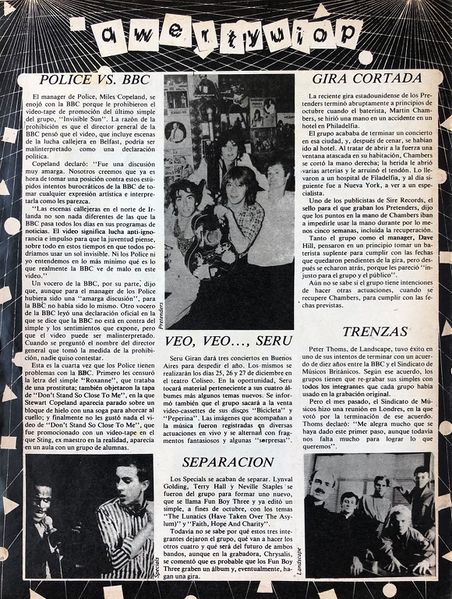 qwertyuiop
POLICE VS. BBC
El manager de Police, Miles Copeland, se
enojó con la BBC porque le prohibieron el
video-tape de promoción del último simple
del grupo, "Invisible Sun". La razón de la
prohibición es que el director general de la
BBC pensó que el video, que incluye escenas
de la lucha callejera en Belfast, podría ser
malinterpretado como una declaración
política.
Copeland declaró: "Fue una discusión
muy amarga. Nosotros creemos que ya es
hora de tomar una posición contra estos estúpidos
intentos burocráticos de la BBC de tomar
cualquier expresión artística e interpretarla
como les parezca.
"Las escenas callejeras en el norte de Irlanda
no son nada diferentes de las que la
BBC pasa todos los días en sus programas de
noticias. El video significa lucha anti-ignorancia
e impulso para que la juventud piense,
sobre todo en estos tiempos en que todos podríamos
usar un sol invisible. Ni los Police ni
yo entendemos en lo más mínimo qué es lo
que realmente la BBC ve de malo en este
video."
Un vocero de la BBC, por su parte, dijo
que, aunque para el manager de los Police
hubiera sido una "amarga discusión", para
la BBC no había sido lo mismo. Otro vocero
de la BBC leyó una declaración oficial en la
que se dice que la BBC no está en contra del
simple y los sentimientos que expone, pero
que el video puede ser malinterpretado.
Cuando se preguntó el nombre del director
general que tomó la medida de la prohibición,
nadie quiso contestar.
Esta es la cuarta vez que los Police tienen
problemas con la BBC. Primero les censuraron
la letra del simple "Roxanne", que trataba
de una prostituta; también objetaron la tapa
de "Don't Stand So Close To Me", en la que
Stewart Copeland aparecía parado sobre un
bloque de hielo con una soga para ahorcar al
cuello; y finalmente no les gustó nada el video
de "Don't Stand So Close To Me", que
fue promocionado con un video-tape en el
que Sting, ex maestro en la realidad, aparecía
en un aula con un grupo de alumnas.
Pretenders
GIRA CORTADA
La reciente gira estadounidense de los Pretenders
terminó abruptamente a principios de
octubre cuando el baterista, Martin Chambers,
se hirió una mano en un accidente en un
hotel en Philadelfia.
El grupo acababa de terminar un concierto
en esa ciudad, y, después de cenar, se habían
ido al hotel. Al tratar de abrir a la fuerza una
ventana atascada en su habitación, Chambers
se cortó la mano derecha; la herida le abrió
varias arterias y le arruinó el tendón. Lo llevaron
a un hospital de Filadelfia, y al día siguiente
fue a Nueva York, a ver a un especialista.
Uno de los publicistas de Sire Records, el
sello para el que graban los Pretenders, dijo
que los puntos en la mano de Chambers iban
a impedirle usar la mano durante por lo menos
cinco semanas, incluida la recuperación.
Tanto el grupo como el manager, Dave
Hill, pensaron en un principio tomar un baterista
suplente para cumplir con las fechas
que quedaron pendientes de la gira, pero después
se echaron atrás, porque les pareció "injusto
para el grupo y el público".
Aún no se sabe si el grupo tiene intenciones
de hacer otras actuaciones, cuando se
recupere Chambers, para cumplir con las fechas
previstas.
VEO, VEO..., SERU
Seru Giran dará tres conciertos en Buenos
Aires para despedir el año. Los mismos se
realizarán los días 25, 26 y 27 de diciembre en
el teatro Coliseo. En la oportunidad, Seru
tocará material perteneciente a sus cuatro álbumes
más algunos temas nuevos. Se informó
también que el grupo sacará a la venta
video-cassettes de sus discos "Bicicleta" y
"Peperina". Las imágenes que acompañan a
la música fueron registradas en diversas
actuaciones en vivo y se alternan con fragmentos
fantasiosos y algunas "sorpresas".
TRENZAS
Peter Thoms, de Landscape, tuvo éxito en
uno de sus intentos de terminar con un acuerdo
de diez años entre la BBC y el Sindicato de
Músicos Británicos. Según ese acuerdo, los
grupos tienen que re-grabar sus simples con
todos los integrantes que cada grupo había
usado en la grabación original.
Pero el mes pasado, el Sindicato de Músicos
hizo una reunión en Londres, en la que
votó por la terminación de ese acuerdo.
Thoms declaró: "Me alegra mucho que se
haya dado este primer paso, aunque todavía
nos falta mucho para lograr lo que
queremos".
SEPARACION
Los Specials se acaban de separar. Lynval
Golding, Terry Hall y Neville Staples se
fueron del grupo para formar uno nuevo,
que se llama Fun Boy Three y ya editó un
simple, a fines de octubre, con los temas
"The Lunatics (Have Taken Over The Asylum)"
y "Faith, Hope And Charity".
Todavía no se sabe por qué estos tres integrantes
dejaron el grupo, qué van a hacer los
otros cuatro y qué será del futuro de ambos
bandos, aunque en la grabadora, Chrysalis,
se comentó que es probable que los Fun Boy
Three graben un álbum y, eventualmente, hagan
una gira.
Specials
Landscape